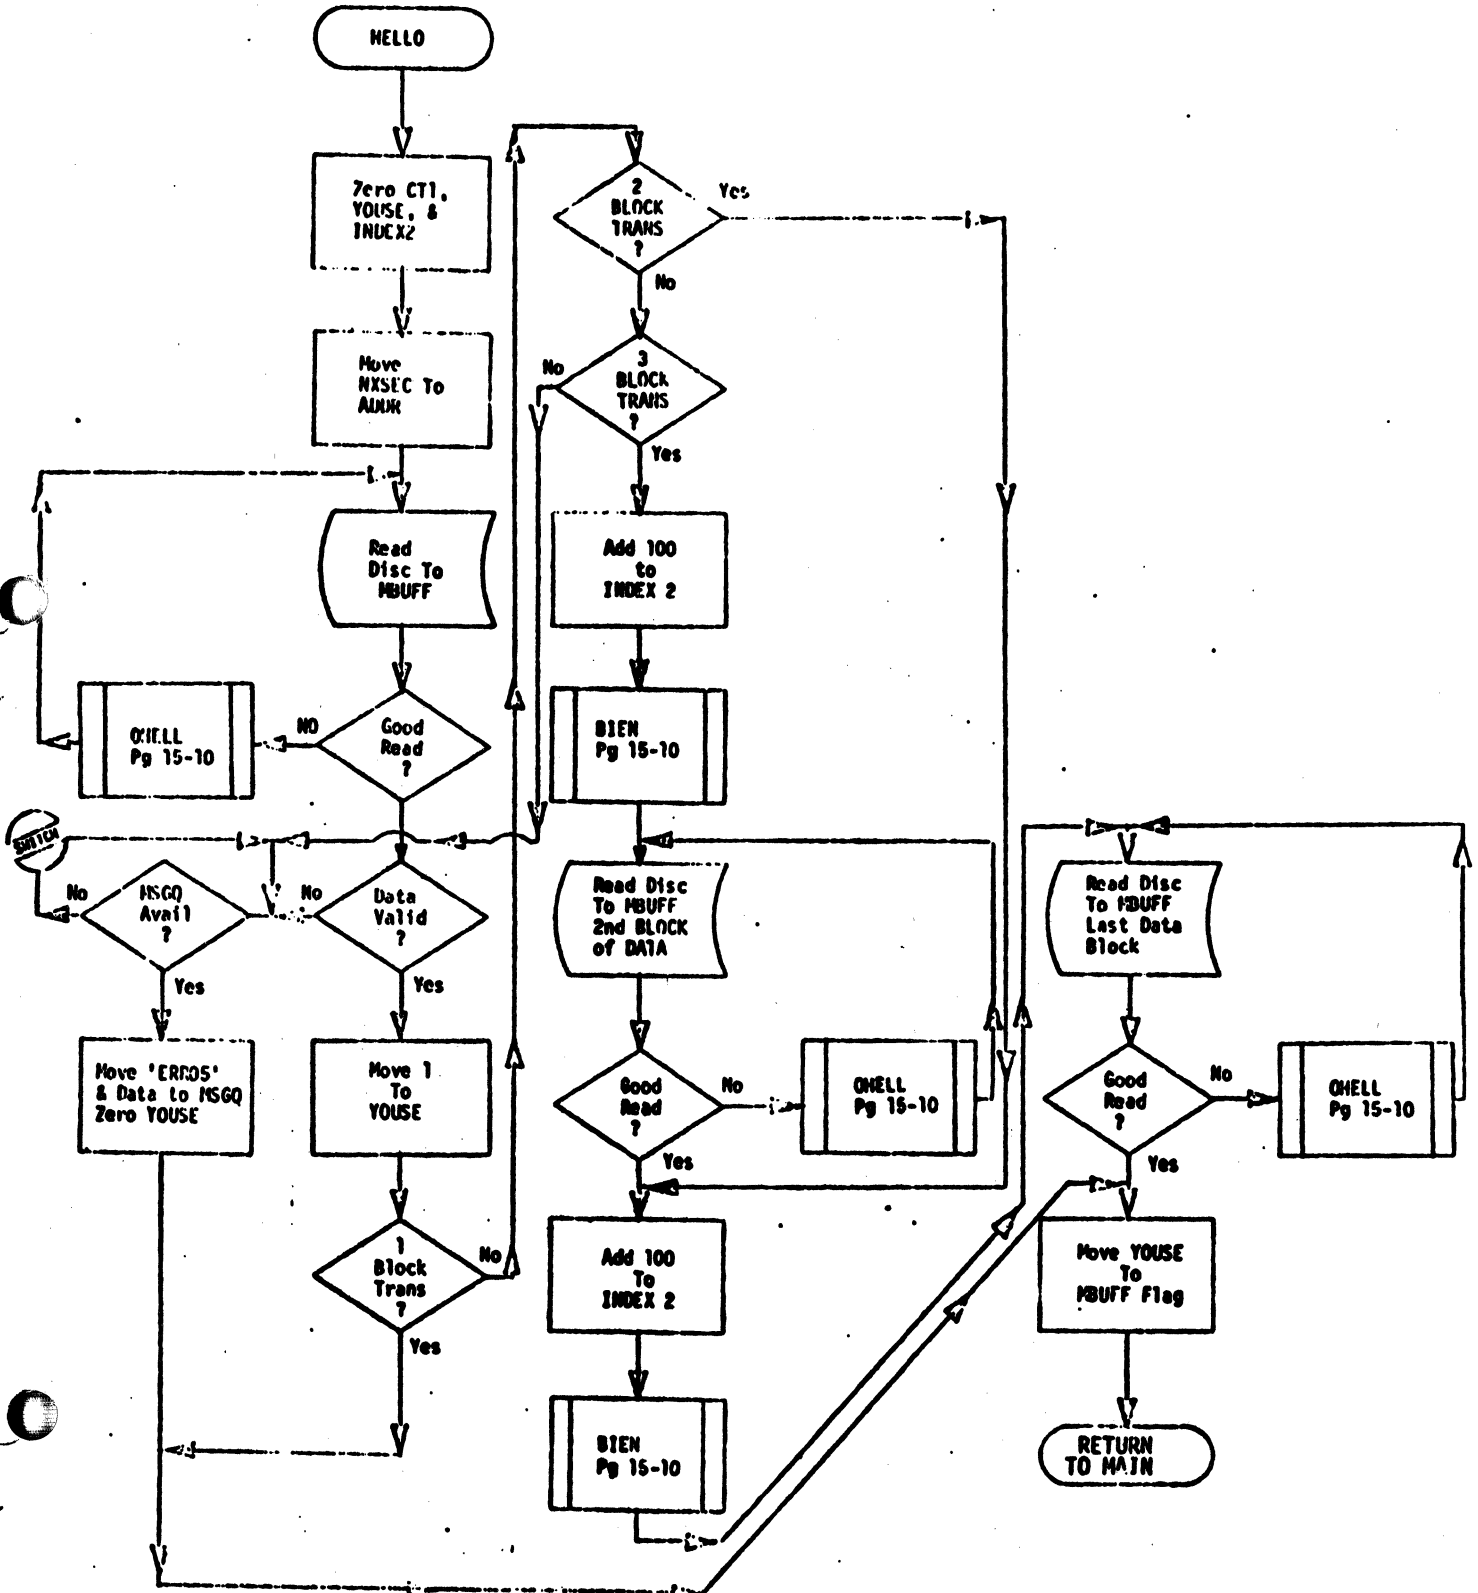 HELLO
Zero CT1,
YOUSE, &
INDEX2
Move
NXSEC To
ADDR
Read
Disc To
MBUFF
Good
Read
?
NO
OHELL
Pg 15-10
SWITCH
No
MSGQ
Avail
?
Yes
No
Data
Valid
?
Yes
Move 'ERR05'
& Data to MSGQ
Zero YOUSE
Move 1
To
YOUSE
1
Block
Trans
?
No
Yes
2
BLOCK
TRANS
?
Yes
No
3
BLOCK
TRANS
?
No
Yes
Add 100
to
INDEX 2
BIEN
Pg 15-10
Read Disc
To MBUFF
2nd BLOCK
of DATA
Good
Read
?
No
Yes
OHELL
Pg 15-10
Add 100
To
INDEX 2
BIEN
Pg 15-10
Read Disc
To MBUFF
Last Data
Block
Good
Read
?
No
Yes
OHELL
Pg 15-10
Move YOUSE
To
MBUFF Flag
RETURN
TO MAIN